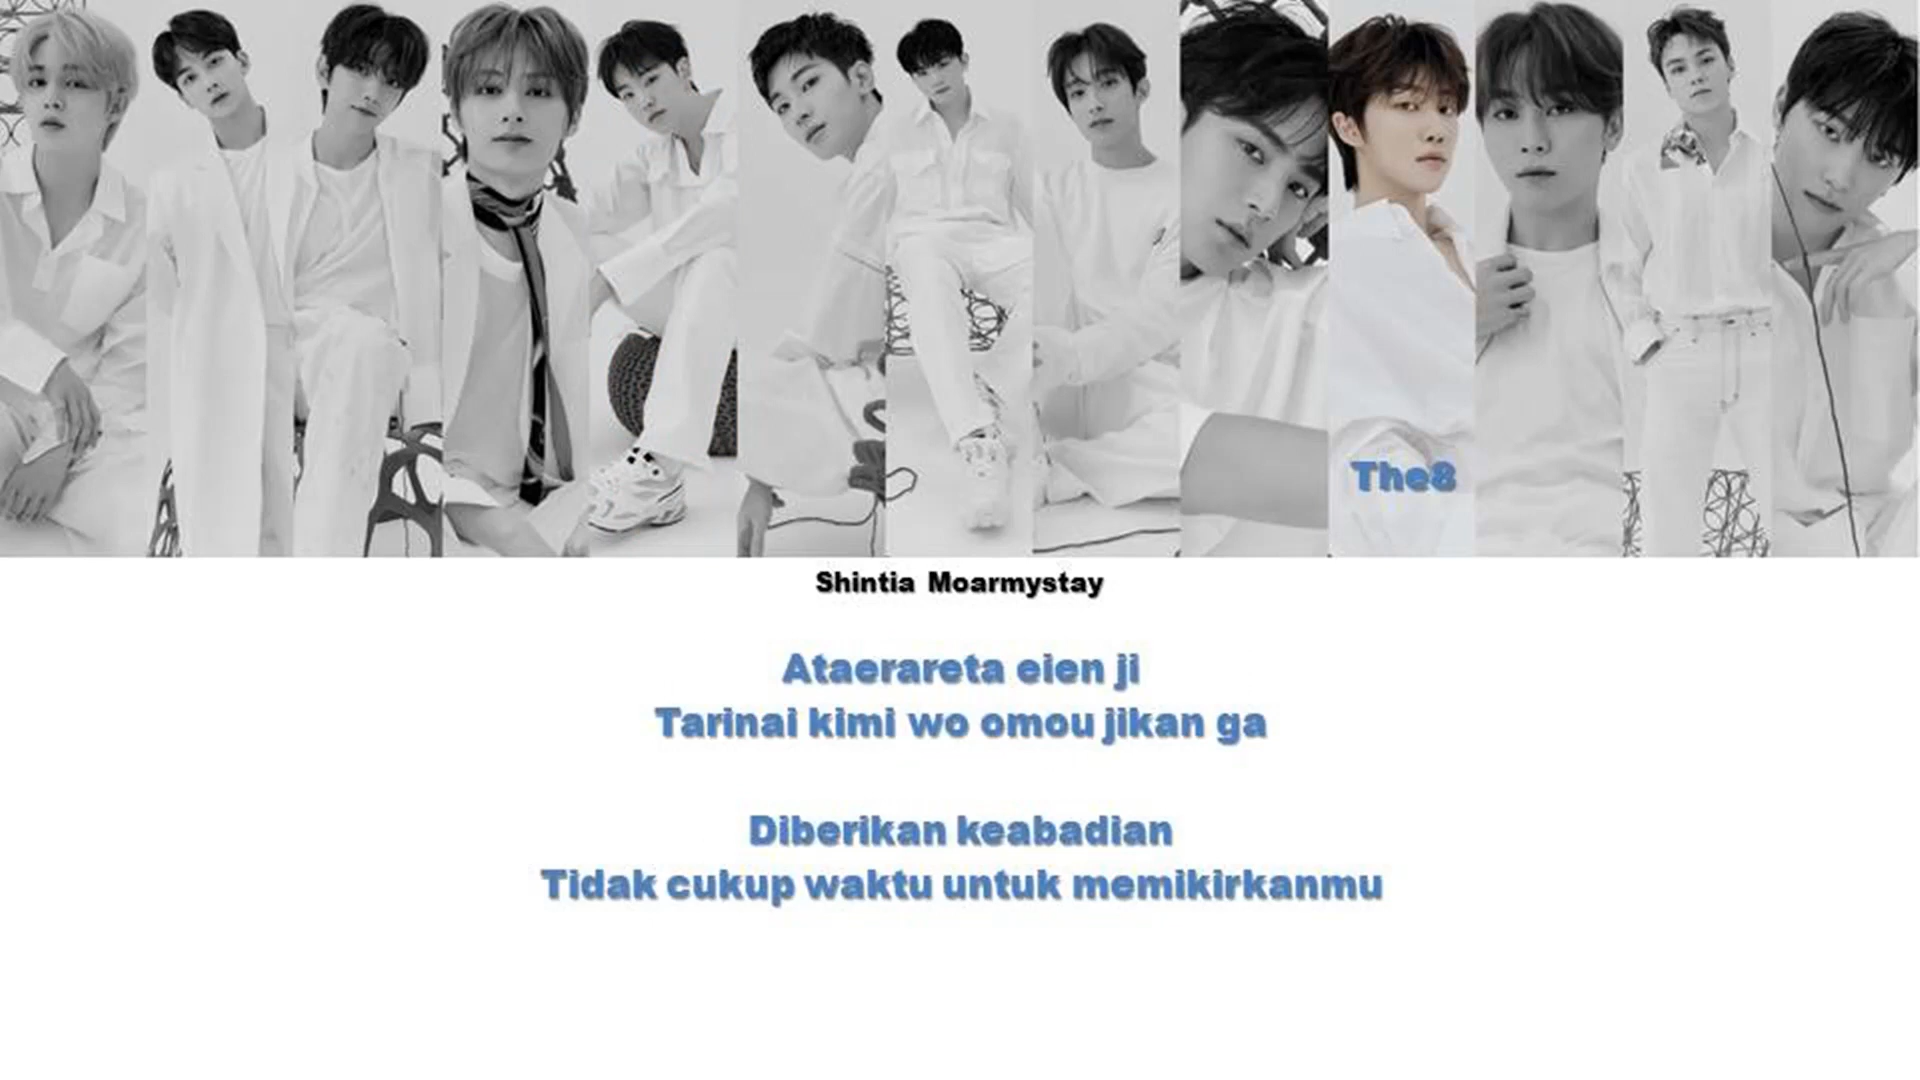 The8
Shintia Moarmystay
Ataerareta eien ji
Tarinai kimi wo omou jikan ga
Diberikan keabadian
Tidak cukup waktu untuk memikirkanmu